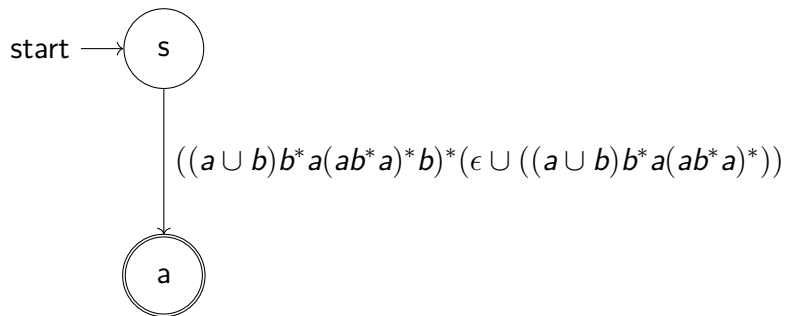 s
start
((a ∪ b)b*a(ab*a)*b)*(ϵ ∪ ((a ∪ b)b*a(ab*a)*))
a